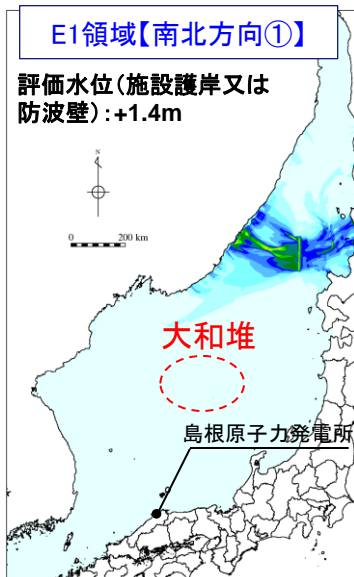 E1領域【南北方向①】
評価水位(施設護岸又は
防波壁):+1.4m
N
0 200 km
大和堆
島根原子力発電所